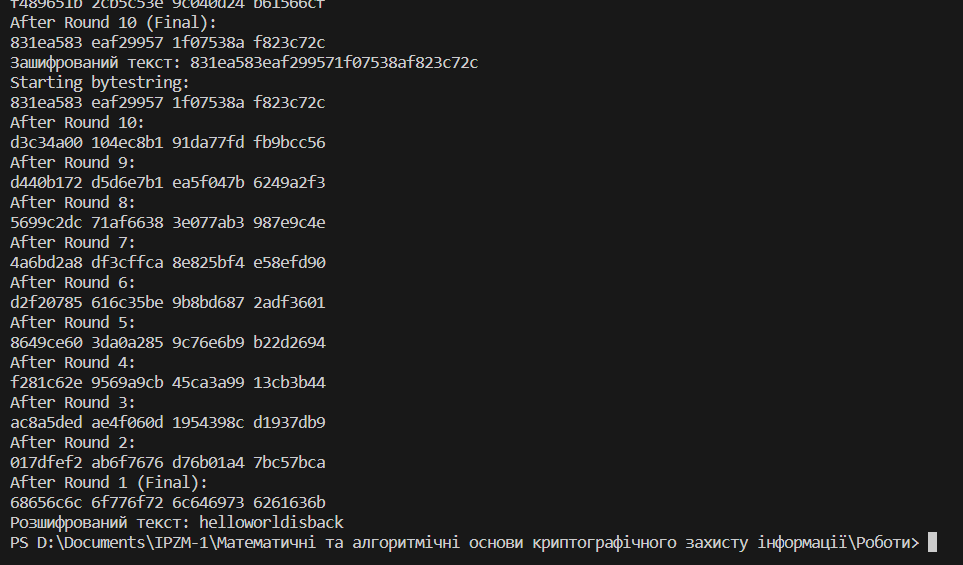 f489651b 2cb5c53e 9c040d24 b61566cf
After Round 10 (Final):
831ea583 eaf29957 1f07538a f823c72c
Зашифрований текст: 831ea583eaf299571f07538af823c72c
Starting bytestring:
831ea583 eaf29957 1f07538a f823c72c
After Round 10:
d3c34a00 104ec8b1 91da77fd fb9bcc56
After Round 9:
d440b172 d5d6e7b1 ea5f047b 6249a2f3
After Round 8:
5699c2dc 71af6638 3e077ab3 987e9c4e
After Round 7:
4a6bd2a8 df3cffca 8e825bf4 e58efd90
After Round 6:
d2f20785 616c35be 9b8bd687 2adf3601
After Round 5:
8649ce60 3da0a285 9c76e6b9 b22d2694
After Round 4:
f281c62e 9569a9cb 45ca3a99 13cb3b44
After Round 3:
ac8a5ded ae4f060d 1954398c d1937db9
After Round 2:
017dfef2 ab6f7676 d76b01a4 7bc57bca
After Round 1 (Final):
68656c6c 6f776f72 6c646973 6261636b
Розшифрований текст: helloworldisback
PS D:\Documents\IPZM-1\Математичні та алгоритмічні основи криптографічного захисту інформації\Роботи>